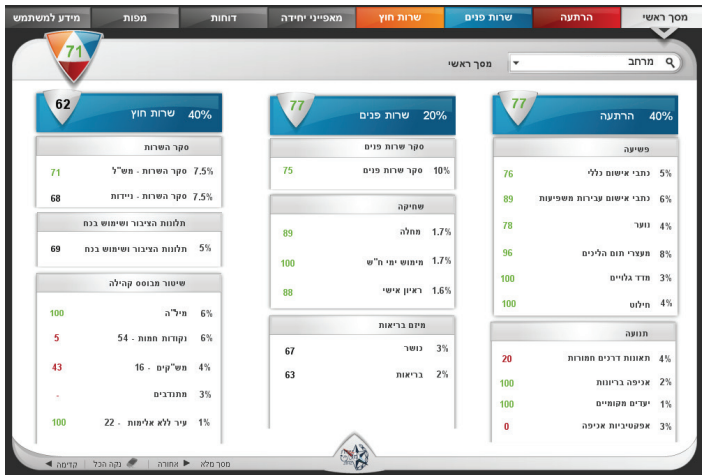 מסך ראשי
הרתעה
שרות פנים
שרות חוץ
מאפייני יחידה
דוחות
מפות
מידע למשתמש
מרחב
מסך ראשי
71
40% הרתעה 77
פשיעה
5% נתבי אישום כללי 76
6% נתבי אישום עבירות משפיעות 89
4% נוער 78
8% מעצרי תום הליכים 96
3% מדד גלויים 100
4% חילוט 100
תנועה
4% תאונות דרכים חמורות 20
2% אכיפה בריונות 100
1% יעדים מקומיים 100
3% אפקטיביות אכיפה 0
20% שרות פנים 77
סקר שרות פנים
10% סקר שרות פנים 75
שחיקה
1.7% מחלה 89
1.7% מימוש ימי ח"ש 100
1.6% ראיון אישי 88
מיזם בריאות
3% כושר 67
2% בריאות 63
40% שרות חוץ 62
סקר השרות
7.5% סקר השרות - מש"ל 71
7.5% סקר השרות - ניידות 68
תלונות הציבור ושימוש בכח
5% תלונות הציבור ושימוש בכח 69
שיטור מבוסס קהילה
6% מיל"ה 100
6% נקודות חמות - 54 5
4% מש"קים - 16 43
3% מתנדבים -
1% עיר ללא אלימות - 22 100
מסך מלא
אחורה
נקה הכל
קדימה